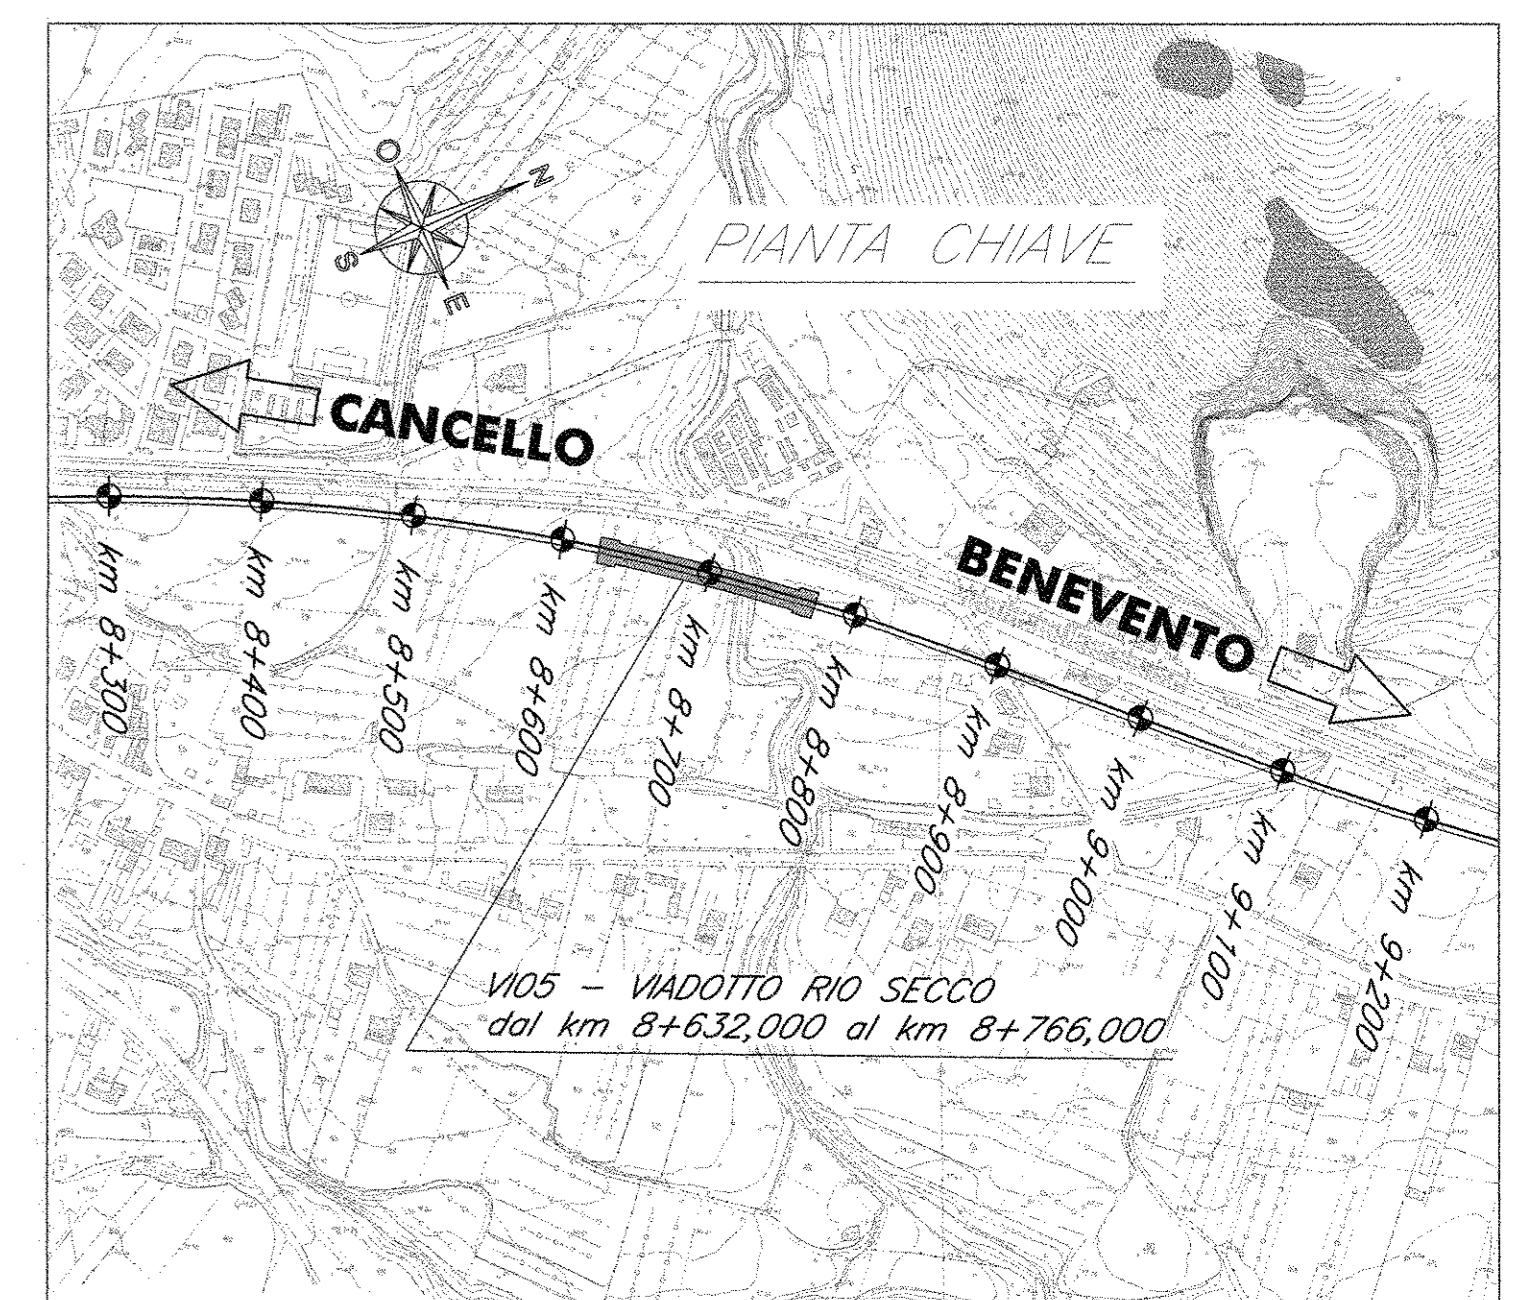 O
N
S
E
PIANTA CHIAVE
CANCELLO
BENEVENTO
km 8+300
km 8+400
km 8+500
km 8+600
km 8+700
km 8+800
km 8+900
km 9+000
km 9+100
km 9+200
VI05 – VIADOTTO RIO SECCO
dal km 8+632,000 al km 8+766,000